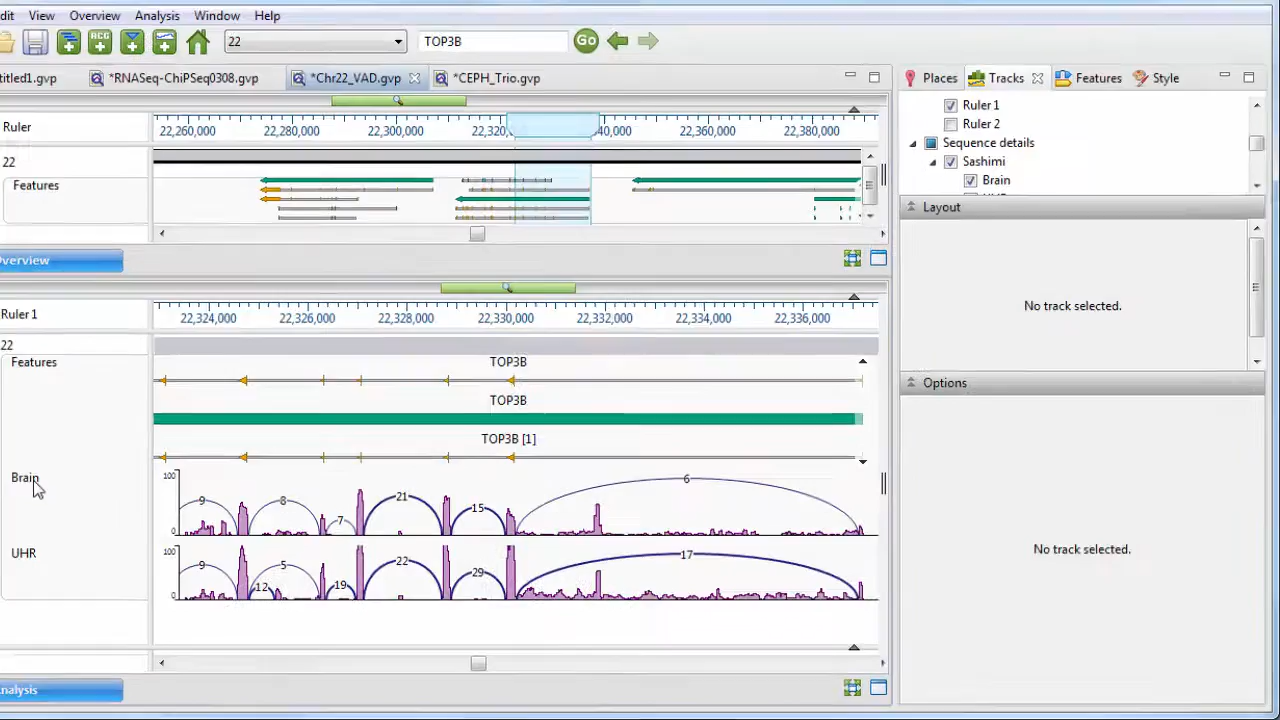 dit View Overview Analysis Window Help
22 TOP3B Go
titled1.gvp *RNASeq-ChiPSeq0308.gvp *Chr22_VAD.gvp *CEPH_Trio.gvp
Places Tracks Features Style
Ruler 22,260,000 22,280,000 22,300,000 22,320 40,000 22,360,000 22,380,000
22
Features
Overview
Ruler 1
Ruler 2
Sequence details
Sashimi
Brain
Layout
No track selected.
Options
No track selected.
Ruler 1 22,324,000 22,326,000 22,328,000 22,330,000 22,332,000 22,334,000 22,336,000
22
Features TOP3B
TOP3B
TOP3B [1]
Brain 100 0 9 8 7 21 15 6
UHR 100 0 9 12 5 19 22 29 17
nalysis